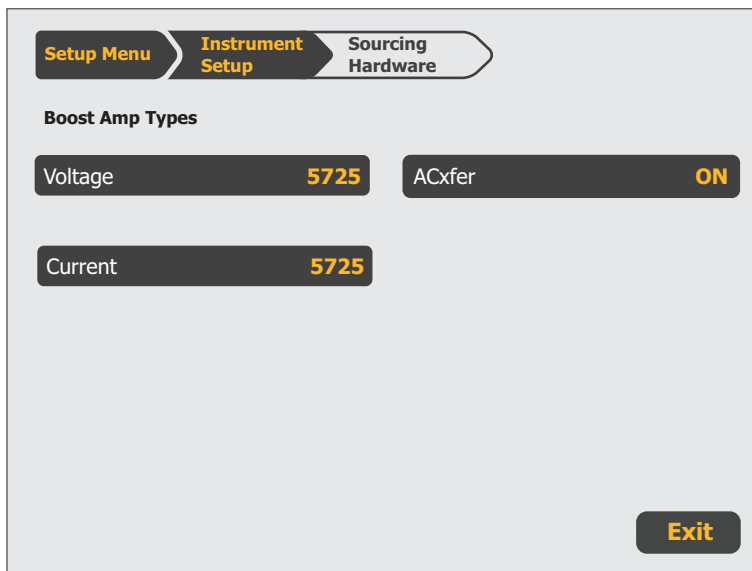 Setup Menu
Instrument
Setup
Sourcing
Hardware
Boost Amp Types
Voltage 5725
ACxfer ON
Current 5725
Exit